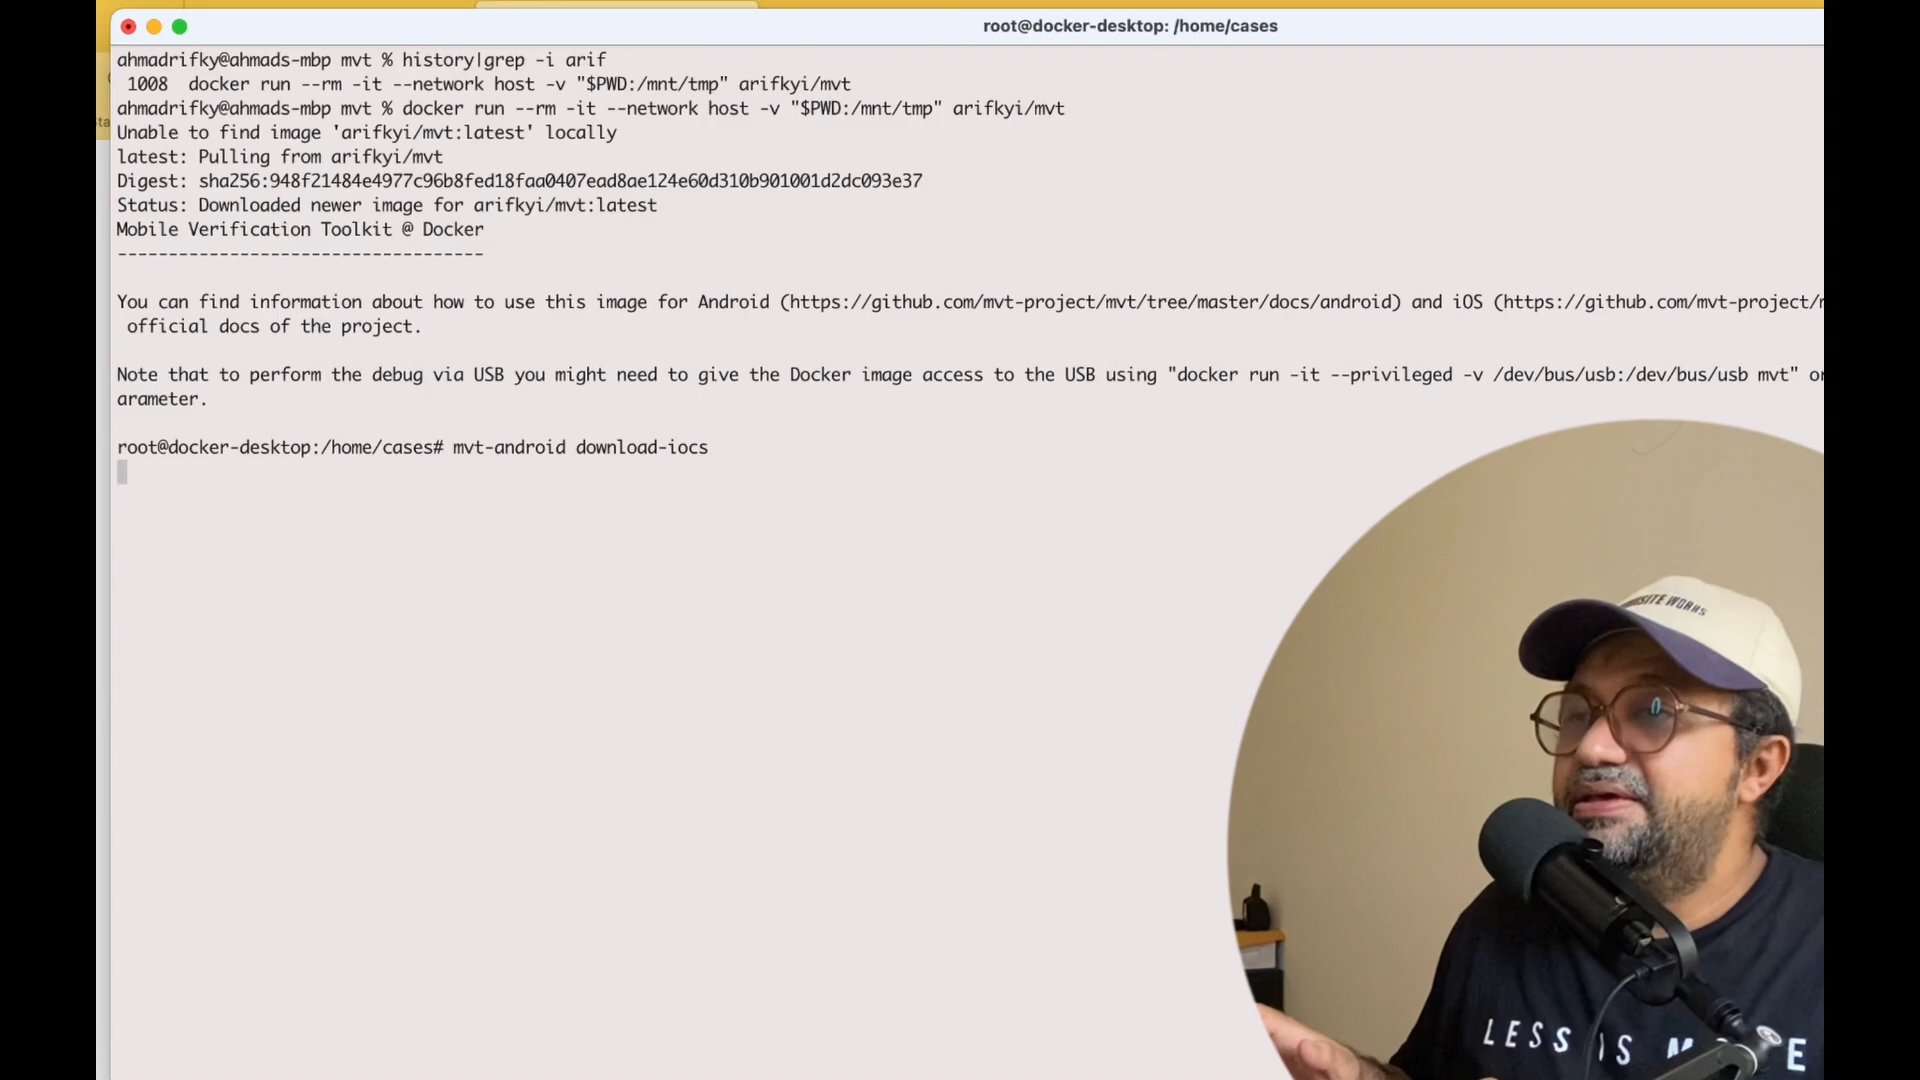 root@docker-desktop: /home/cases
ahmadrifky@ahmads-mbp mvt % history|grep -i arif
1008  docker run --rm -it --network host -v "$PWD:/mnt/tmp" arifkyi/mvt
ahmadrifky@ahmads-mbp mvt % docker run --rm -it --network host -v "$PWD:/mnt/tmp" arifkyi/mvt
Unable to find image 'arifkyi/mvt:latest' locally
latest: Pulling from arifkyi/mvt
Digest: sha256:948f21484e4977c96b8fed18faa0407ead8ae124e60d310b901001d2dc093e37
Status: Downloaded newer image for arifkyi/mvt:latest
Mobile Verification Toolkit @ Docker
------------------------------------
You can find information about how to use this image for Android (https://github.com/mvt-project/mvt/tree/master/docs/android) and iOS (https://github.com/mvt-project/
official docs of the project.
Note that to perform the debug via USB you might need to give the Docker image access to the USB using "docker run -it --privileged -v /dev/bus/usb:/dev/bus/usb mvt" or
arameter.
root@docker-desktop:/home/cases# mvt-android download-iocs
LESS IS